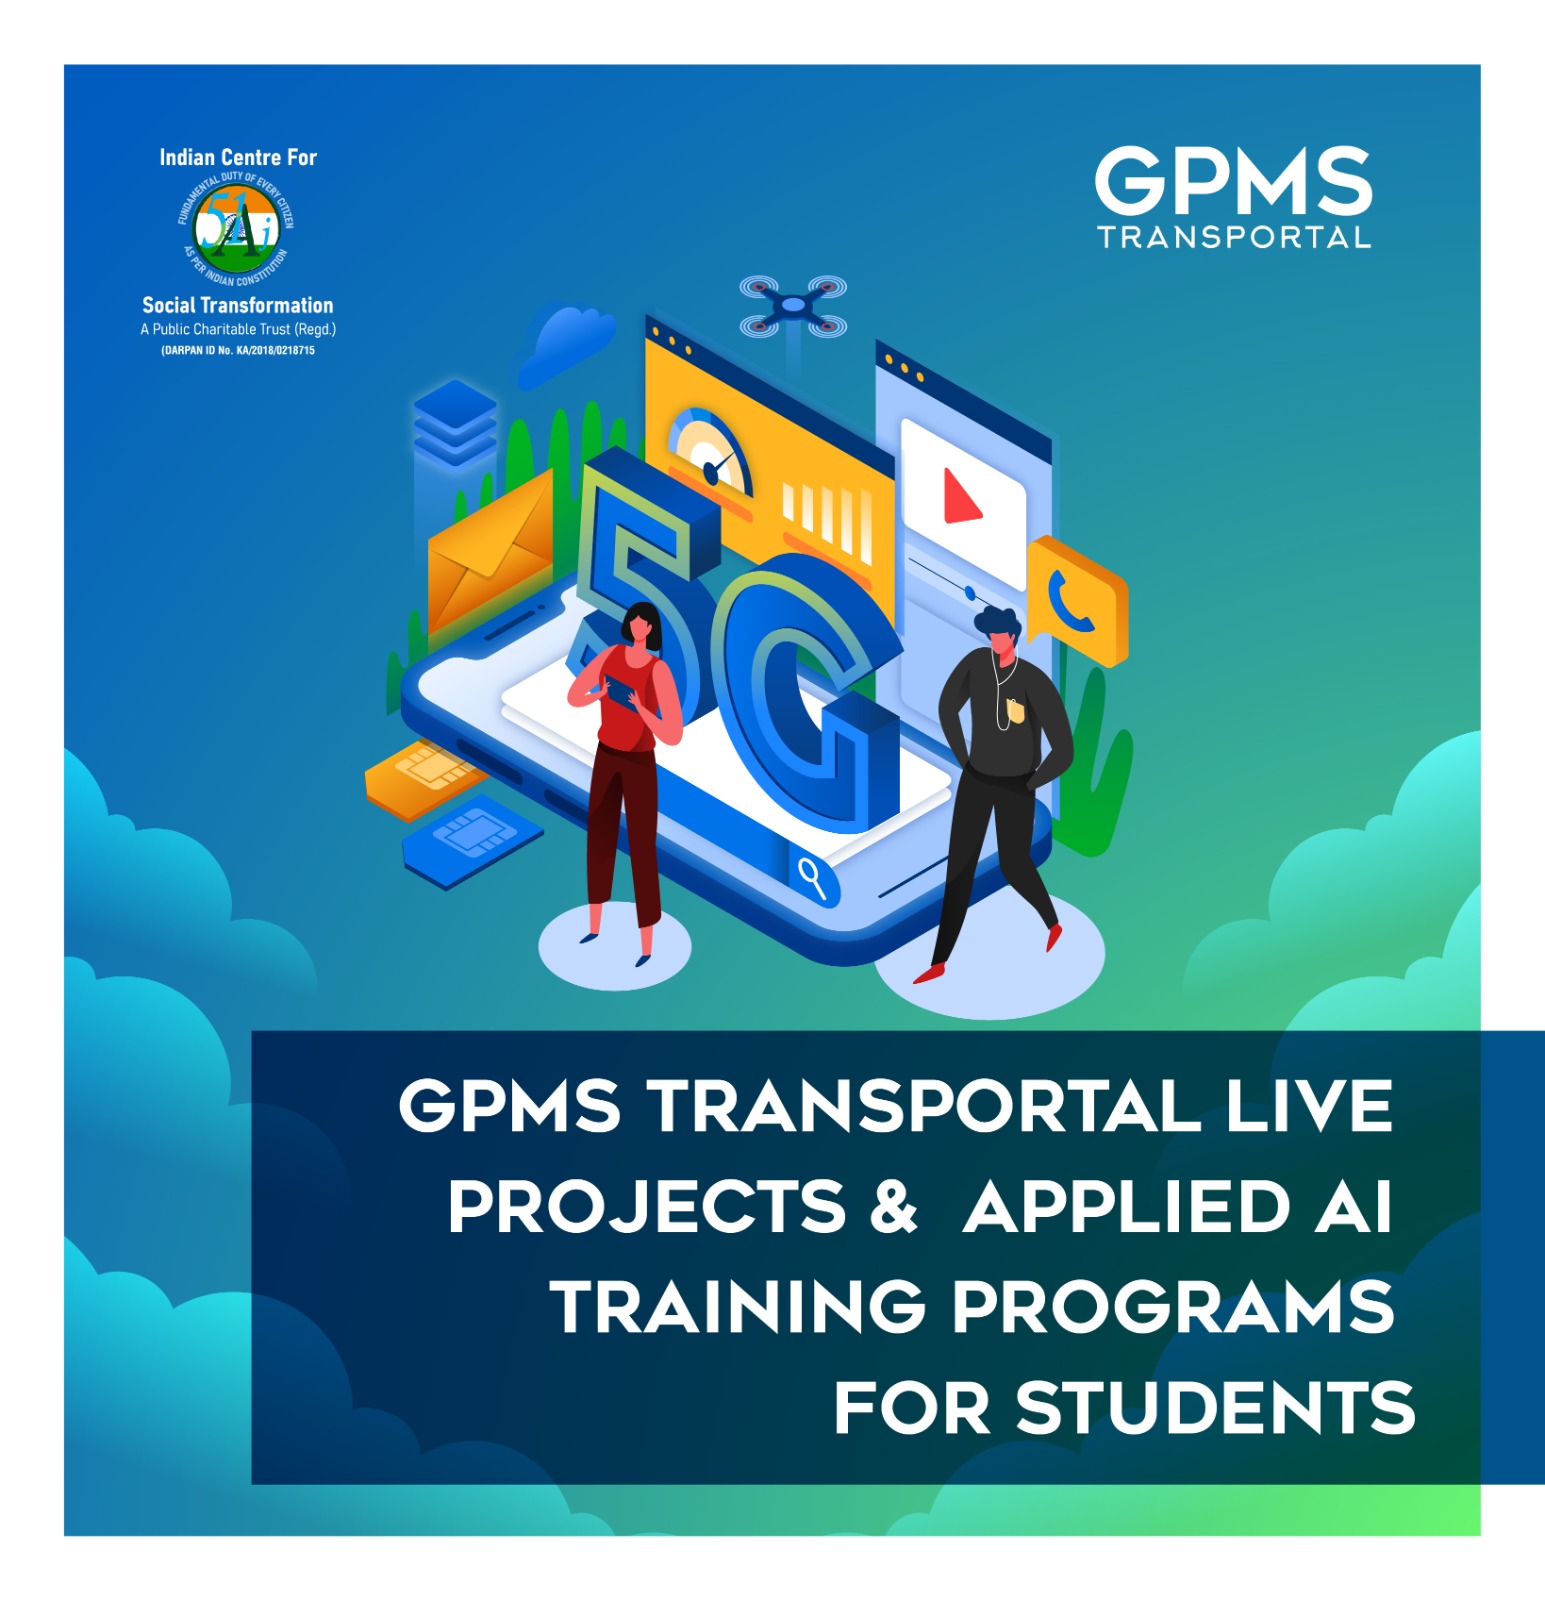 Indian Centre For
FUNDAMENTAL DUTY OF EVERY CITIZEN
51
A i
AS PER INDIAN CONSTITUTION
Social Transformation
A Public Charitable Trust (Regd.)
(DARPAN ID No. KA/2018/0218715
GPMS
TRANSPORTAL
5G
GPMS TRANSPORTAL LIVE
PROJECTS & APPLIED AI
TRAINING PROGRAMS
FOR STUDENTS